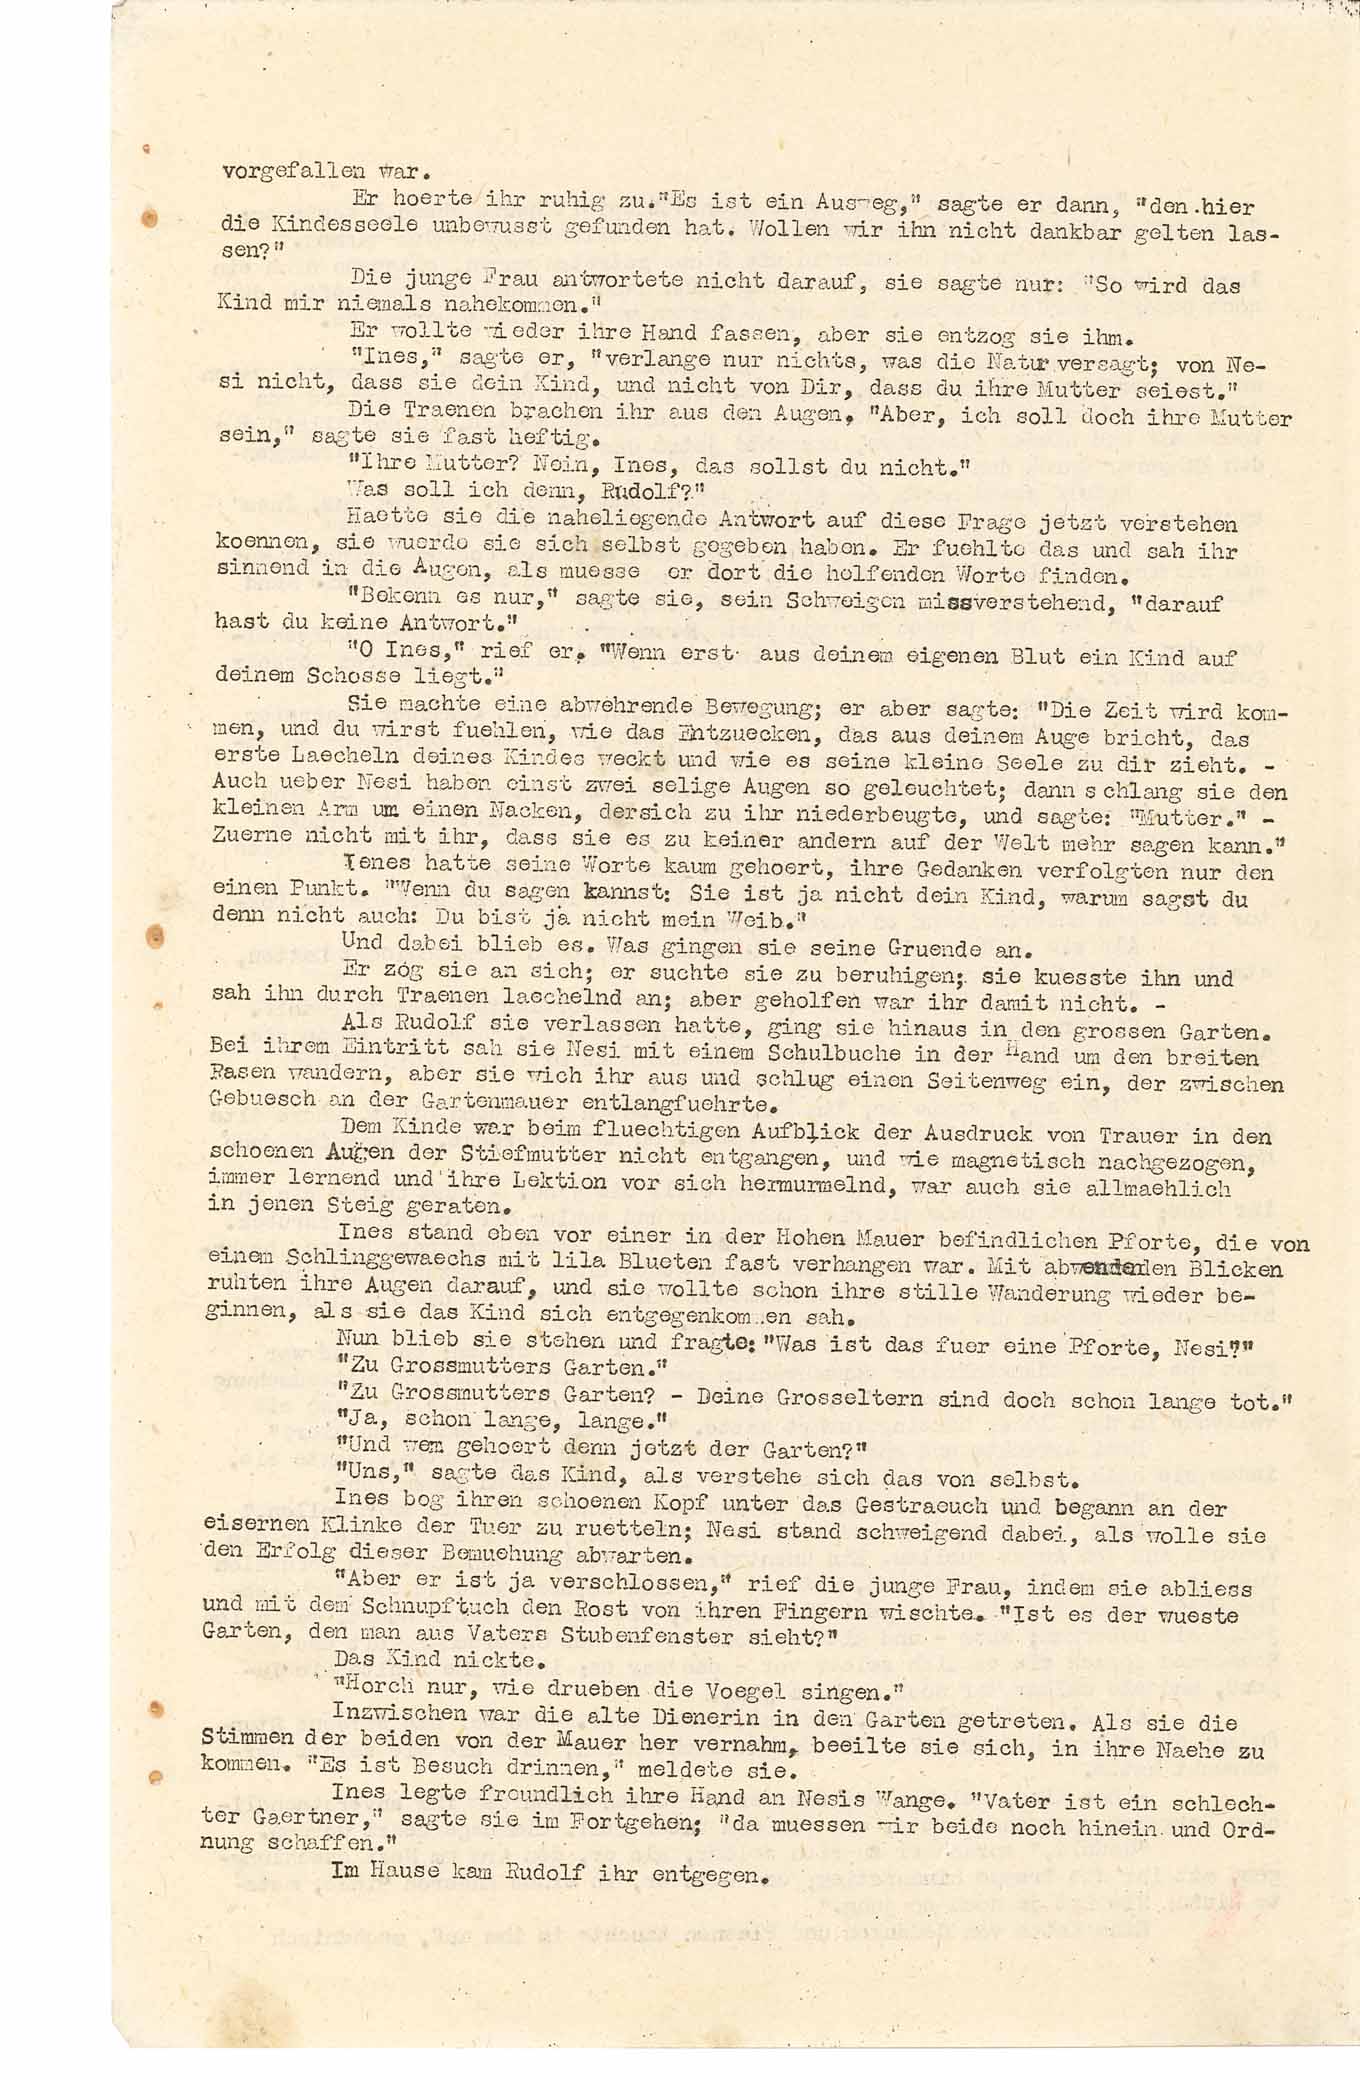 vorgefallen war.
Er hoerte ihr ruhig zu."Es ist ein Ausweg," sagte er dann, "den.hier
die Kindesseele unbewusst gefunden hat. Wollen wir ihn nicht dankbar gelten las-
sen?"
Die junge Frau antwortete nicht darauf, sie sagte nur: "So wird das
Kind mir niemals nahekommen."
Er wollte wieder ihre Hand fassen, aber sie entzog sie ihm.
"Ines," sagte er, "verlange nur nichts, was die Natur versagt; von Ne-
si nicht, dass sie dein Kind, und nicht von Dir, dass du ihre Mutter seiest."
Die Traenen brachen ihr aus den Augen, "Aber, ich soll doch ihre Mutter
sein," sagte sie fast heftig.
"Ihre Mutter? Nein, Ines, das sollst du nicht."
"Was soll ich denn, Rudolf?"
Haette sie die naheliegende Antwort auf diese Frage jetzt verstehen
koennen, sie wuerde sie sich selbst gegeben haben. Er fuehlte das und sah ihr
sinnend in die Augen, als muesse er dort die helfenden Worte finden.
"Bekenn es nur," sagte sie, sein Schweigen missverstehend, "darauf
hast du keine Antwort."
"O Ines," rief er. "Wenn erst aus deinem eigenen Blut ein Kind auf
deinem Schosse liegt."
Sie machte eine abwehrende Bewegung; er aber sagte: "Die Zeit wird kom-
men, und du wirst fuehlen, wie das Entzuecken, das aus deinem Auge bricht, das
erste Laecheln deines Kindes weckt und wie es seine kleine Seele zu dir zieht. -
Auch ueber Nesi haben einst zwei selige Augen so geleuchtet; dann schlang sie den
kleinen Arm um einen Nacken, dersich zu ihr niederbeugte, und sagte: "Mutter." -
Zuerne nicht mit ihr, dass sie es zu keiner andern auf der Welt mehr sagen kann."
Ienes hatte seine Worte kaum gehoert, ihre Gedanken verfolgten nur den
einen Punkt. "Wenn du sagen kannst: Sie ist ja nicht dein Kind, warum sagst du
denn nicht auch: Du bist ja nicht mein Weib."
Und dabei blieb es. Was gingen sie seine Gruende an.
Er zog sie an sich; er suchte sie zu beruhigen; sie kuesste ihn und
sah ihn durch Traenen laechelnd an; aber geholfen war ihr damit nicht. -
Als Rudolf sie verlassen hatte, ging sie hinaus in den grossen Garten.
Bei ihrem Eintritt sah sie Nesi mit einem Schulbuche in der Hand um den breiten
Rasen wandern, aber sie wich ihr aus und schlug einen Seitenweg ein, der zwischen
Gebuesch an der Gartenmauer entlangfuehrte.
Dem Kinde war beim fluechtigen Aufblick der Ausdruck von Trauer in den
schoenen Augen der Stiefmutter nicht entgangen, und wie magnetisch nachgezogen,
immer lernend und ihre Lektion vor sich hermurmelnd, war auch sie allmaehlich
in jenen Steig geraten.
Ines stand eben vor einer in der Hohen Mauer befindlichen Pforte, die von
einem Schlinggewaechs mit lila Blueten fast verhangen war. Mit abwendenden Blicken
ruhten ihre Augen darauf, und sie wollte schon ihre stille Wanderung wieder be-
ginnen, als sie das Kind sich entgegenkommen sah.
Nun blieb sie stehen und fragte: "Was ist das fuer eine Pforte, Nesi?"
"Zu Grossmutters Garten."
"Zu Grossmutters Garten? - Deine Grosseltern sind doch schon lange tot."
"Ja, schon lange, lange."
"Und wem gehoert denn jetzt der Garten?"
"Uns," sagte das Kind, als verstehe sich das von selbst.
Ines bog ihren schoenen Kopf unter das Gestraeuch und begann an der
eisernen Klinke der Tuer zu ruetteln; Nesi stand schweigend dabei, als wolle sie
den Erfolg dieser Bemuehung abwarten.
"Aber er ist ja verschlossen," rief die junge Frau, indem sie abliess
und mit dem Schnupftuch den Rost von ihren Fingern wischte. "Ist es der wueste
Garten, den man aus Vaters Stubenfenster sieht?"
Das Kind nickte.
"Horch nur, wie drueben die Voegel singen."
Inzwischen war die alte Dienerin in den Garten getreten. Als sie die
Stimmen der beiden von der Mauer her vernahm, beeilte sie sich, in ihre Naehe zu
kommen. "Es ist Besuch drinnen," meldete sie.
Ines legte freundlich ihre Hand an Nesis Wange. "Vater ist ein schlech-
ter Gaertner," sagte sie im Fortgehen; "da muessen wir beide noch hinein und Ord-
nung schaffen."
Im Hause kam Rudolf ihr entgegen.